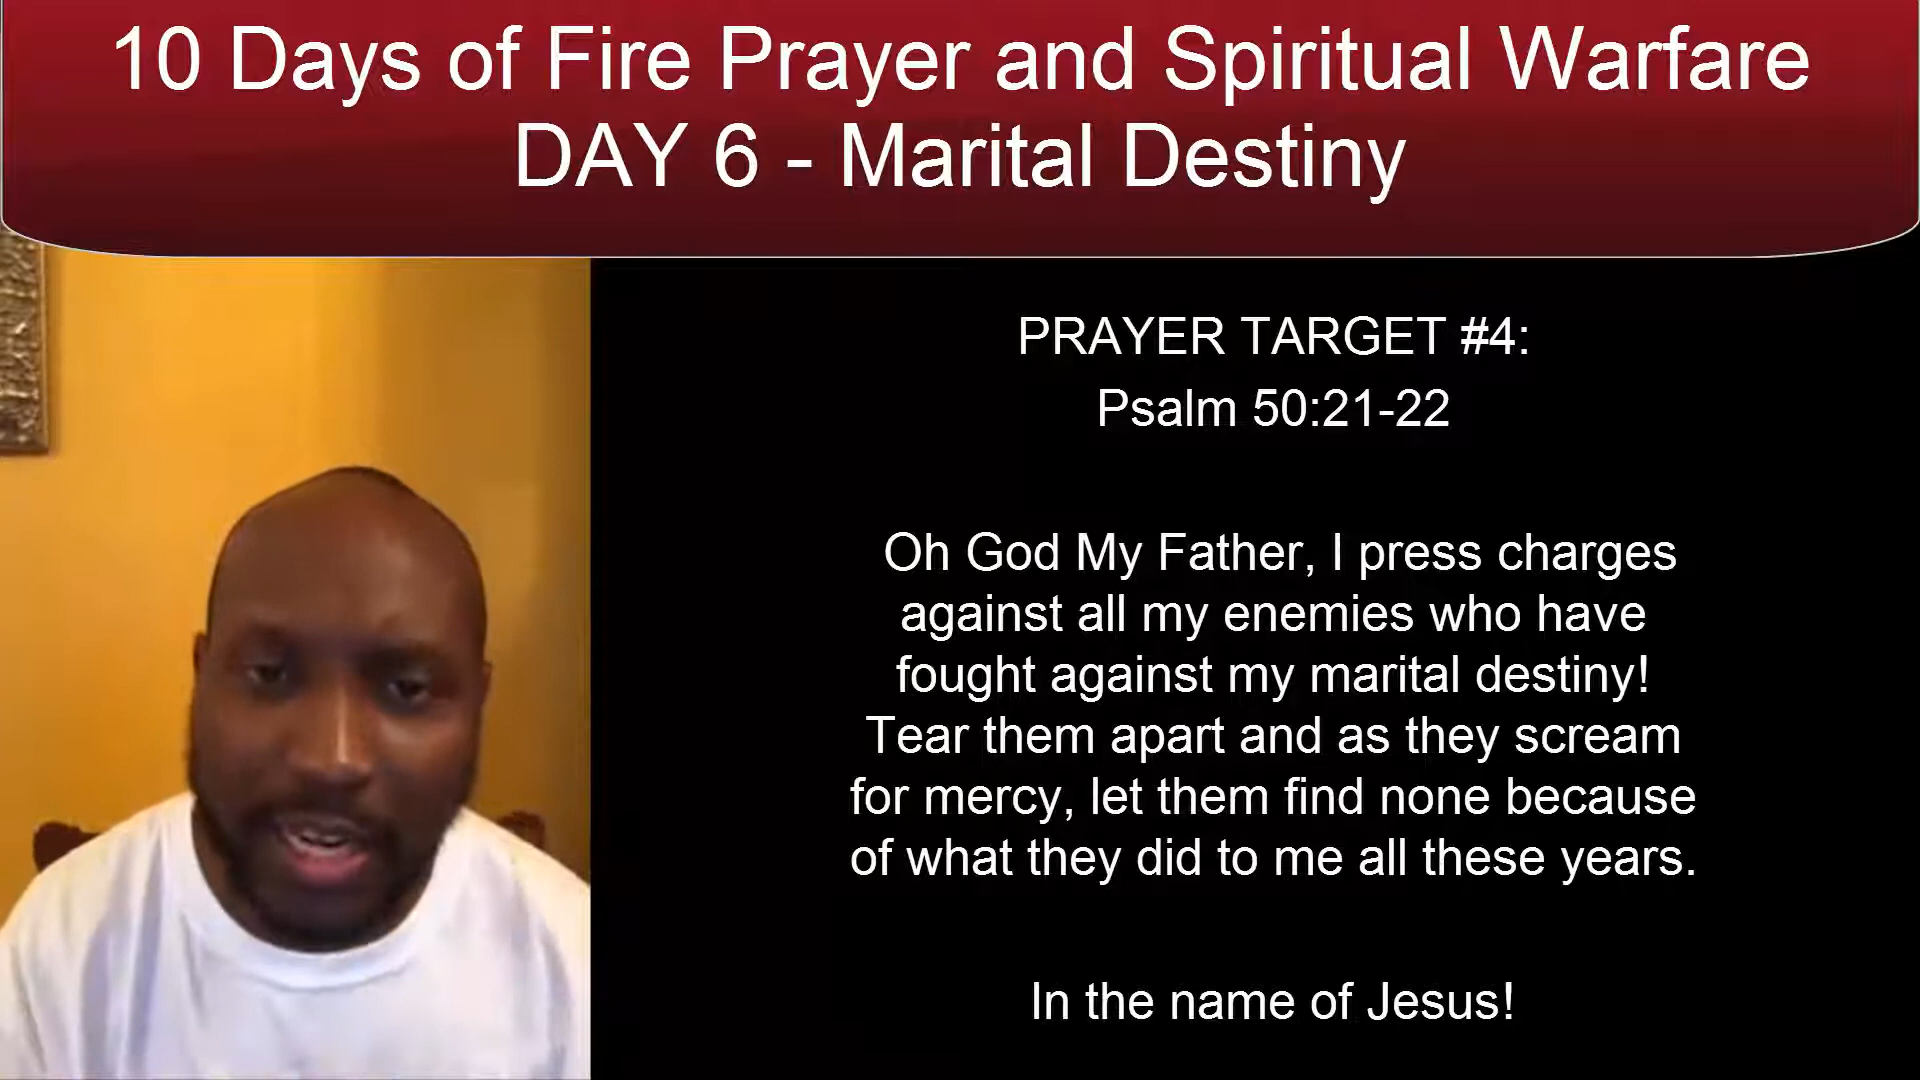 10 Days of Fire Prayer and Spiritual Warfare
DAY 6 - Marital Destiny
PRAYER TARGET #4:
Psalm 50:21-22
Oh God My Father, I press charges
against all my enemies who have
fought against my marital destiny!
Tear them apart and as they scream
for mercy, let them find none because
of what they did to me all these years.
In the name of Jesus!